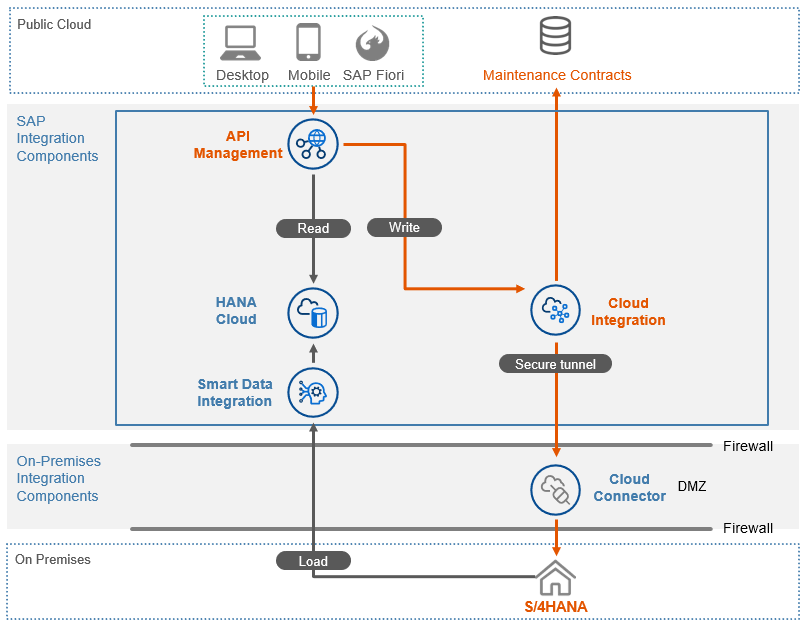 Public Cloud
Desktop
Mobile
SAP Fiori
Maintenance Contracts
SAP
Integration
Components
API
Management
Read
Write
HANA
Cloud
Cloud
Integration
Secure tunnel
Smart Data
Integration
Firewall
On-Premises
Integration
Components
Cloud
Connector
DMZ
Firewall
On Premises
Load
S/4HANA